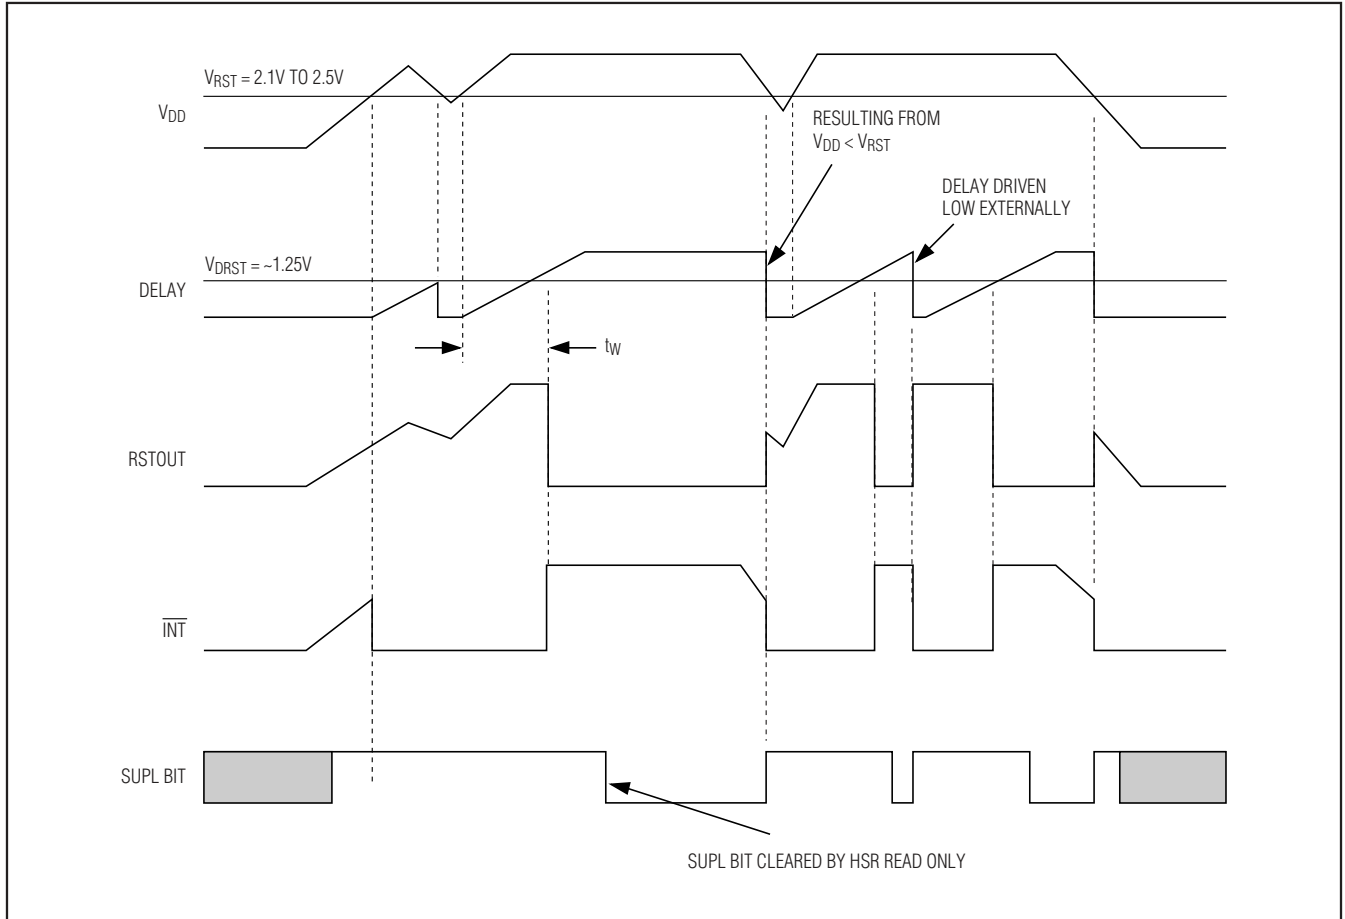 VRST = 2.1V TO 2.5V
VDD
RESULTING FROM
VDD < VRST
DELAY DRIVEN
LOW EXTERNALLY
VDRST = ~1.25V
DELAY
tW
RSTOUT
INT
SUPL BIT
SUPL BIT CLEARED BY HSR READ ONLY